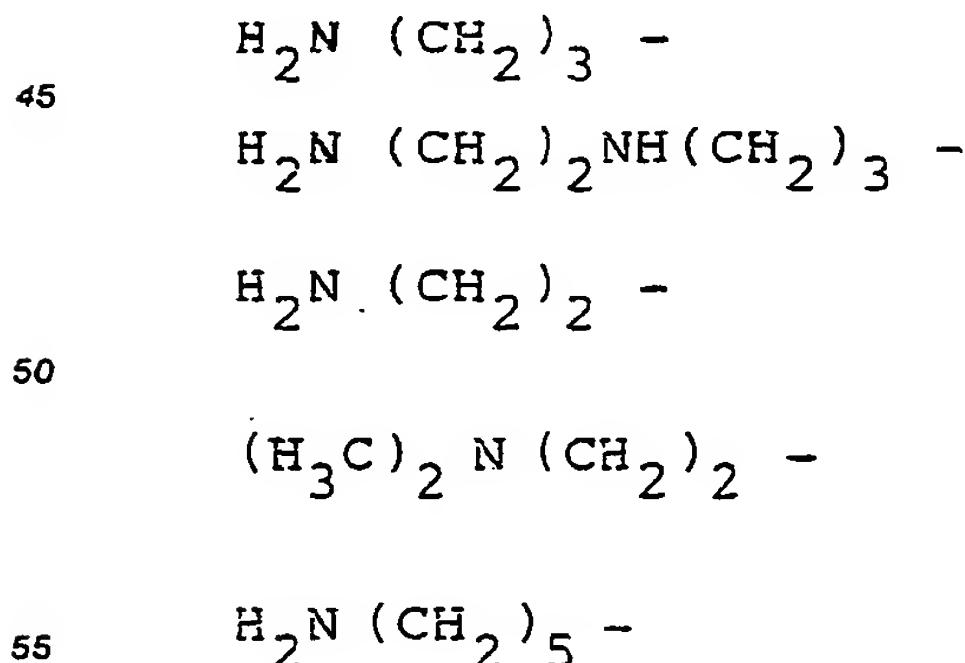 H₂N (CH₂)₃ –
45
H₂N (CH₂)₂NH(CH₂)₃ –
H₂N (CH₂)₂ –
50
(H₃C)₂ N (CH₂)₂ –
55 H₂N (CH₂)₅ –